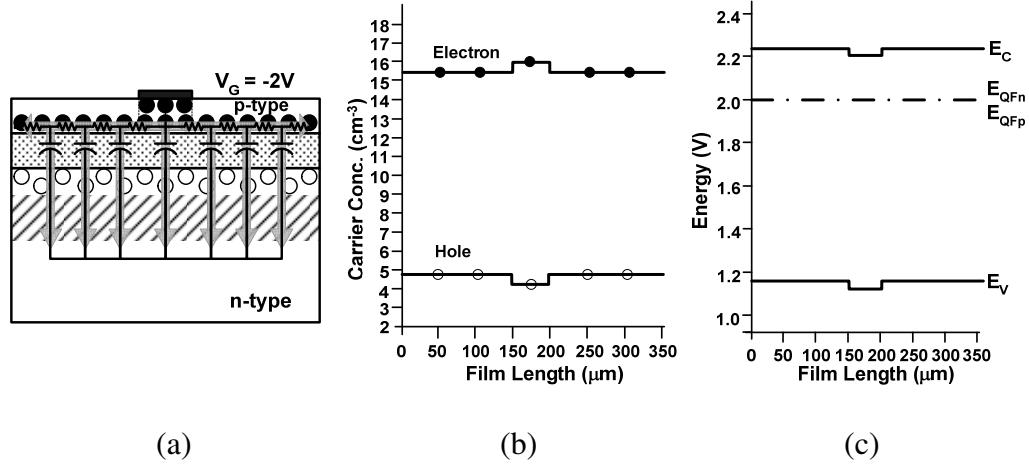 V_G = -2V
p-type
n-type
(a)
Carrier Conc. (cm⁻³)
18
17
16
15
14
13
12
11
10
9
8
7
6
5
4
3
2
Electron
Hole
0 50 100 150 200 250 300 350
Film Length (μm)
(b)
Energy (V)
2.4
2.2
2.0
1.8
1.6
1.4
1.2
1.0
E_C
E_QFn
E_QFp
E_V
0 50 100 150 200 250 300 350
Film Length (μm)
(c)